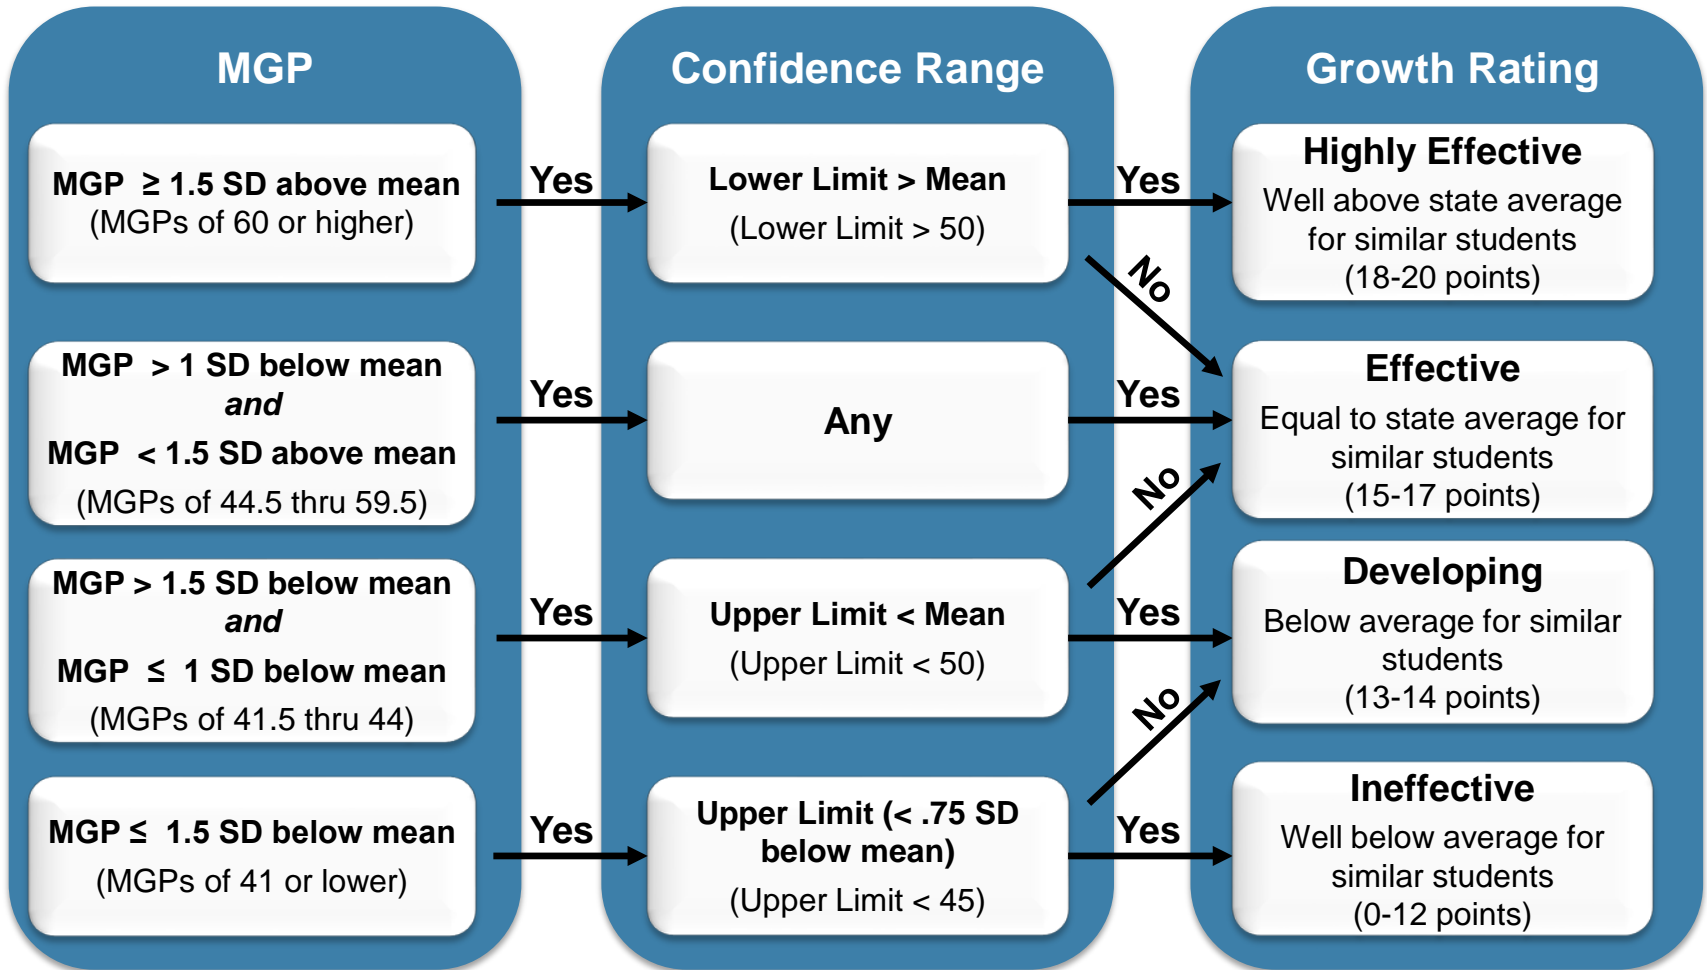 MGP
MGP ≥ 1.5 SD above mean
(MGPs of 60 or higher)
MGP > 1 SD below mean
and
MGP < 1.5 SD above mean
(MGPs of 44.5 thru 59.5)
MGP > 1.5 SD below mean
and
MGP ≤ 1 SD below mean
(MGPs of 41.5 thru 44)
MGP ≤ 1.5 SD below mean
(MGPs of 41 or lower)
Yes
Yes
Yes
Yes
Confidence Range
Lower Limit > Mean
(Lower Limit > 50)
Any
Upper Limit < Mean
(Upper Limit < 50)
Upper Limit (< .75 SD
below mean)
(Upper Limit < 45)
Yes
No
Yes
No
Yes
No
Yes
Growth Rating
Highly Effective
Well above state average
for similar students
(18-20 points)
Effective
Equal to state average for
similar students
(15-17 points)
Developing
Below average for similar
students
(13-14 points)
Ineffective
Well below average for
similar students
(0-12 points)